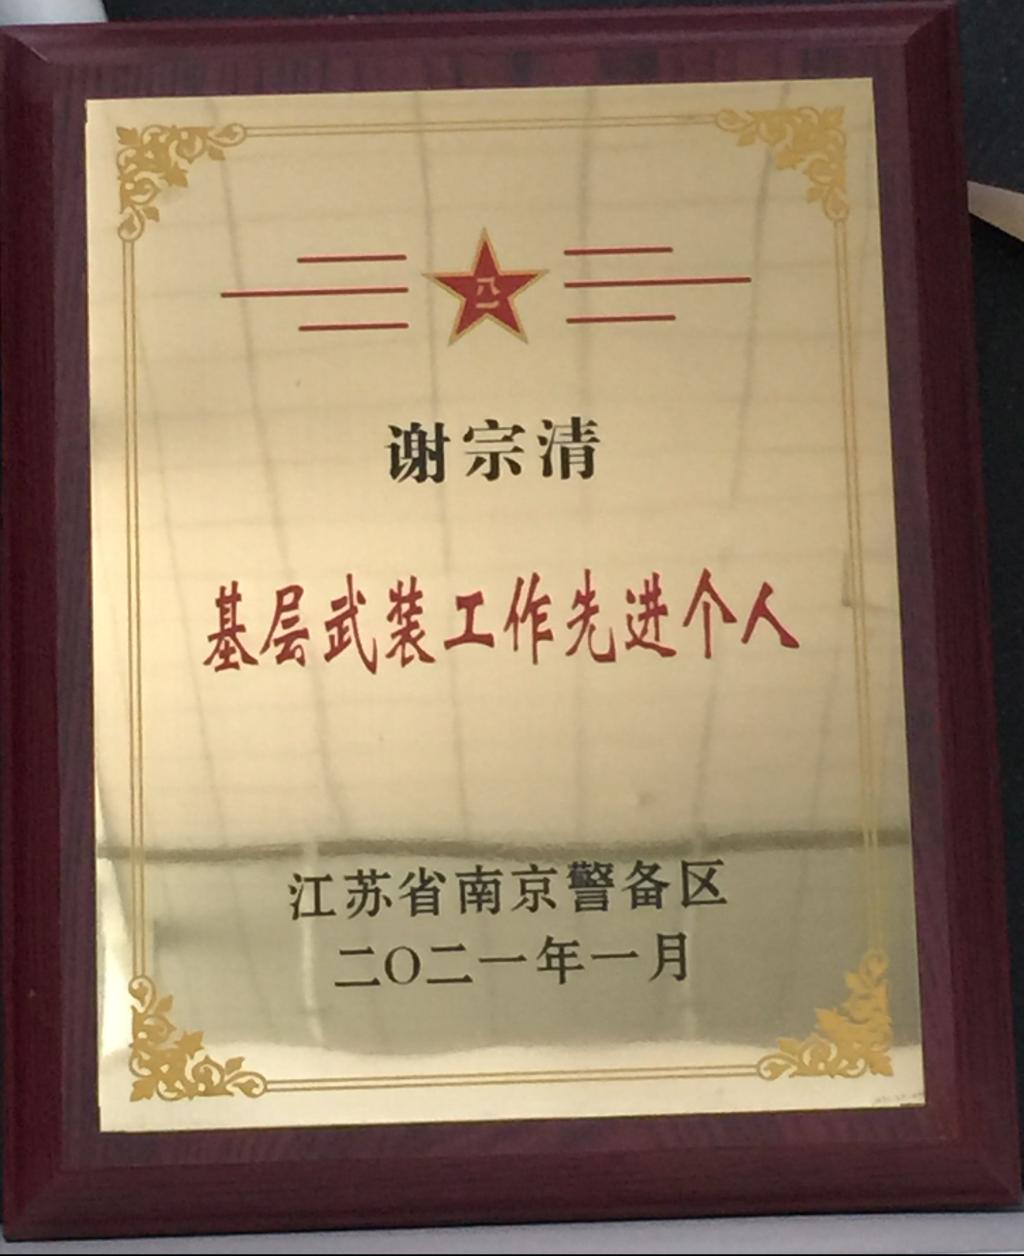 八一
谢宗清
基层武装工作先进个人
江苏省南京警备区
二〇二一年一月